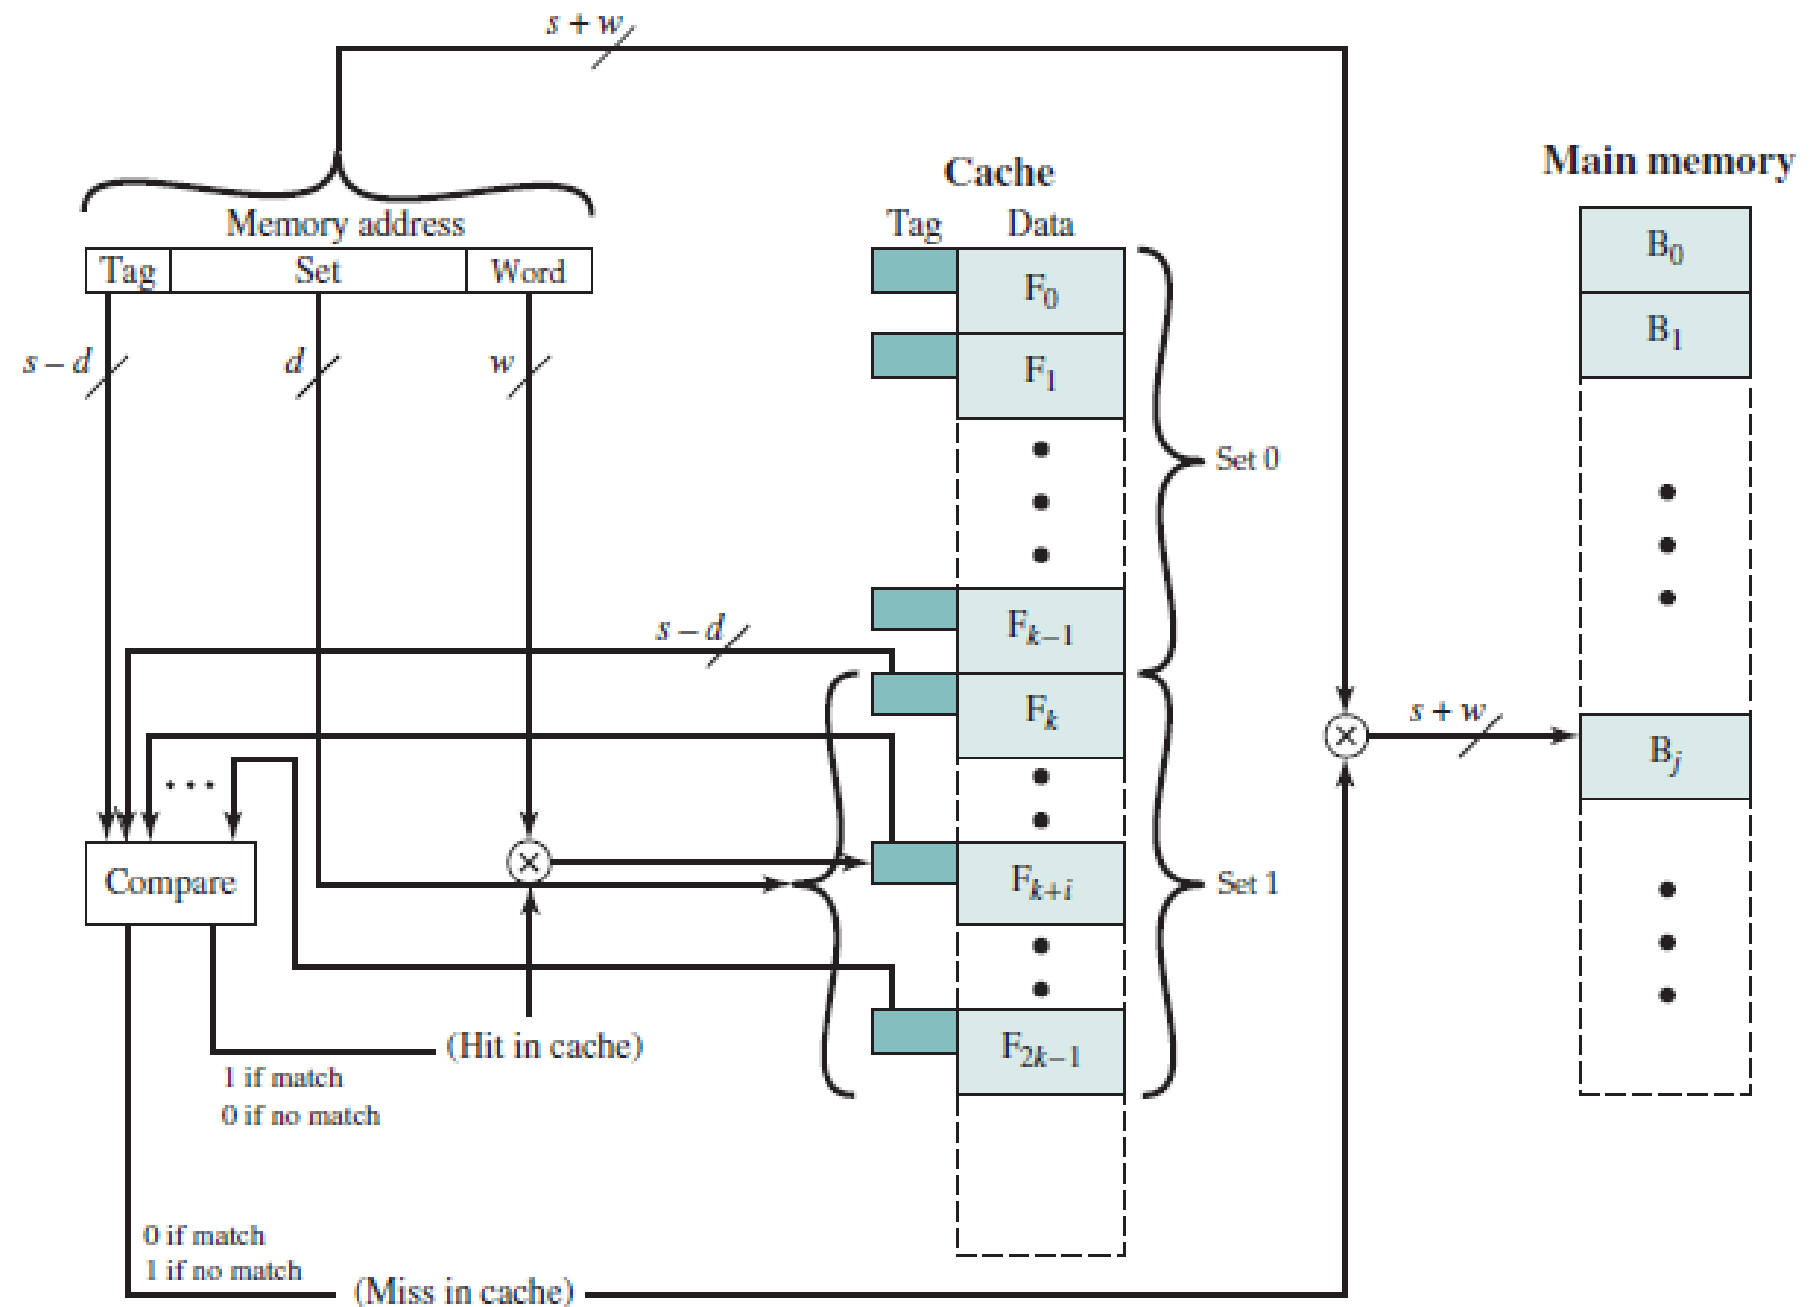 s + w
Memory address
Tag Set Word
s – d
d
w
Cache
Tag Data
F0
F1
Fk–1
Fk
Fk+i
F2k–1
Set 0
Set 1
s – d
Compare
(Hit in cache)
1 if match
0 if no match
0 if match
1 if no match
(Miss in cache)
s + w
Main memory
B0
B1
Bj